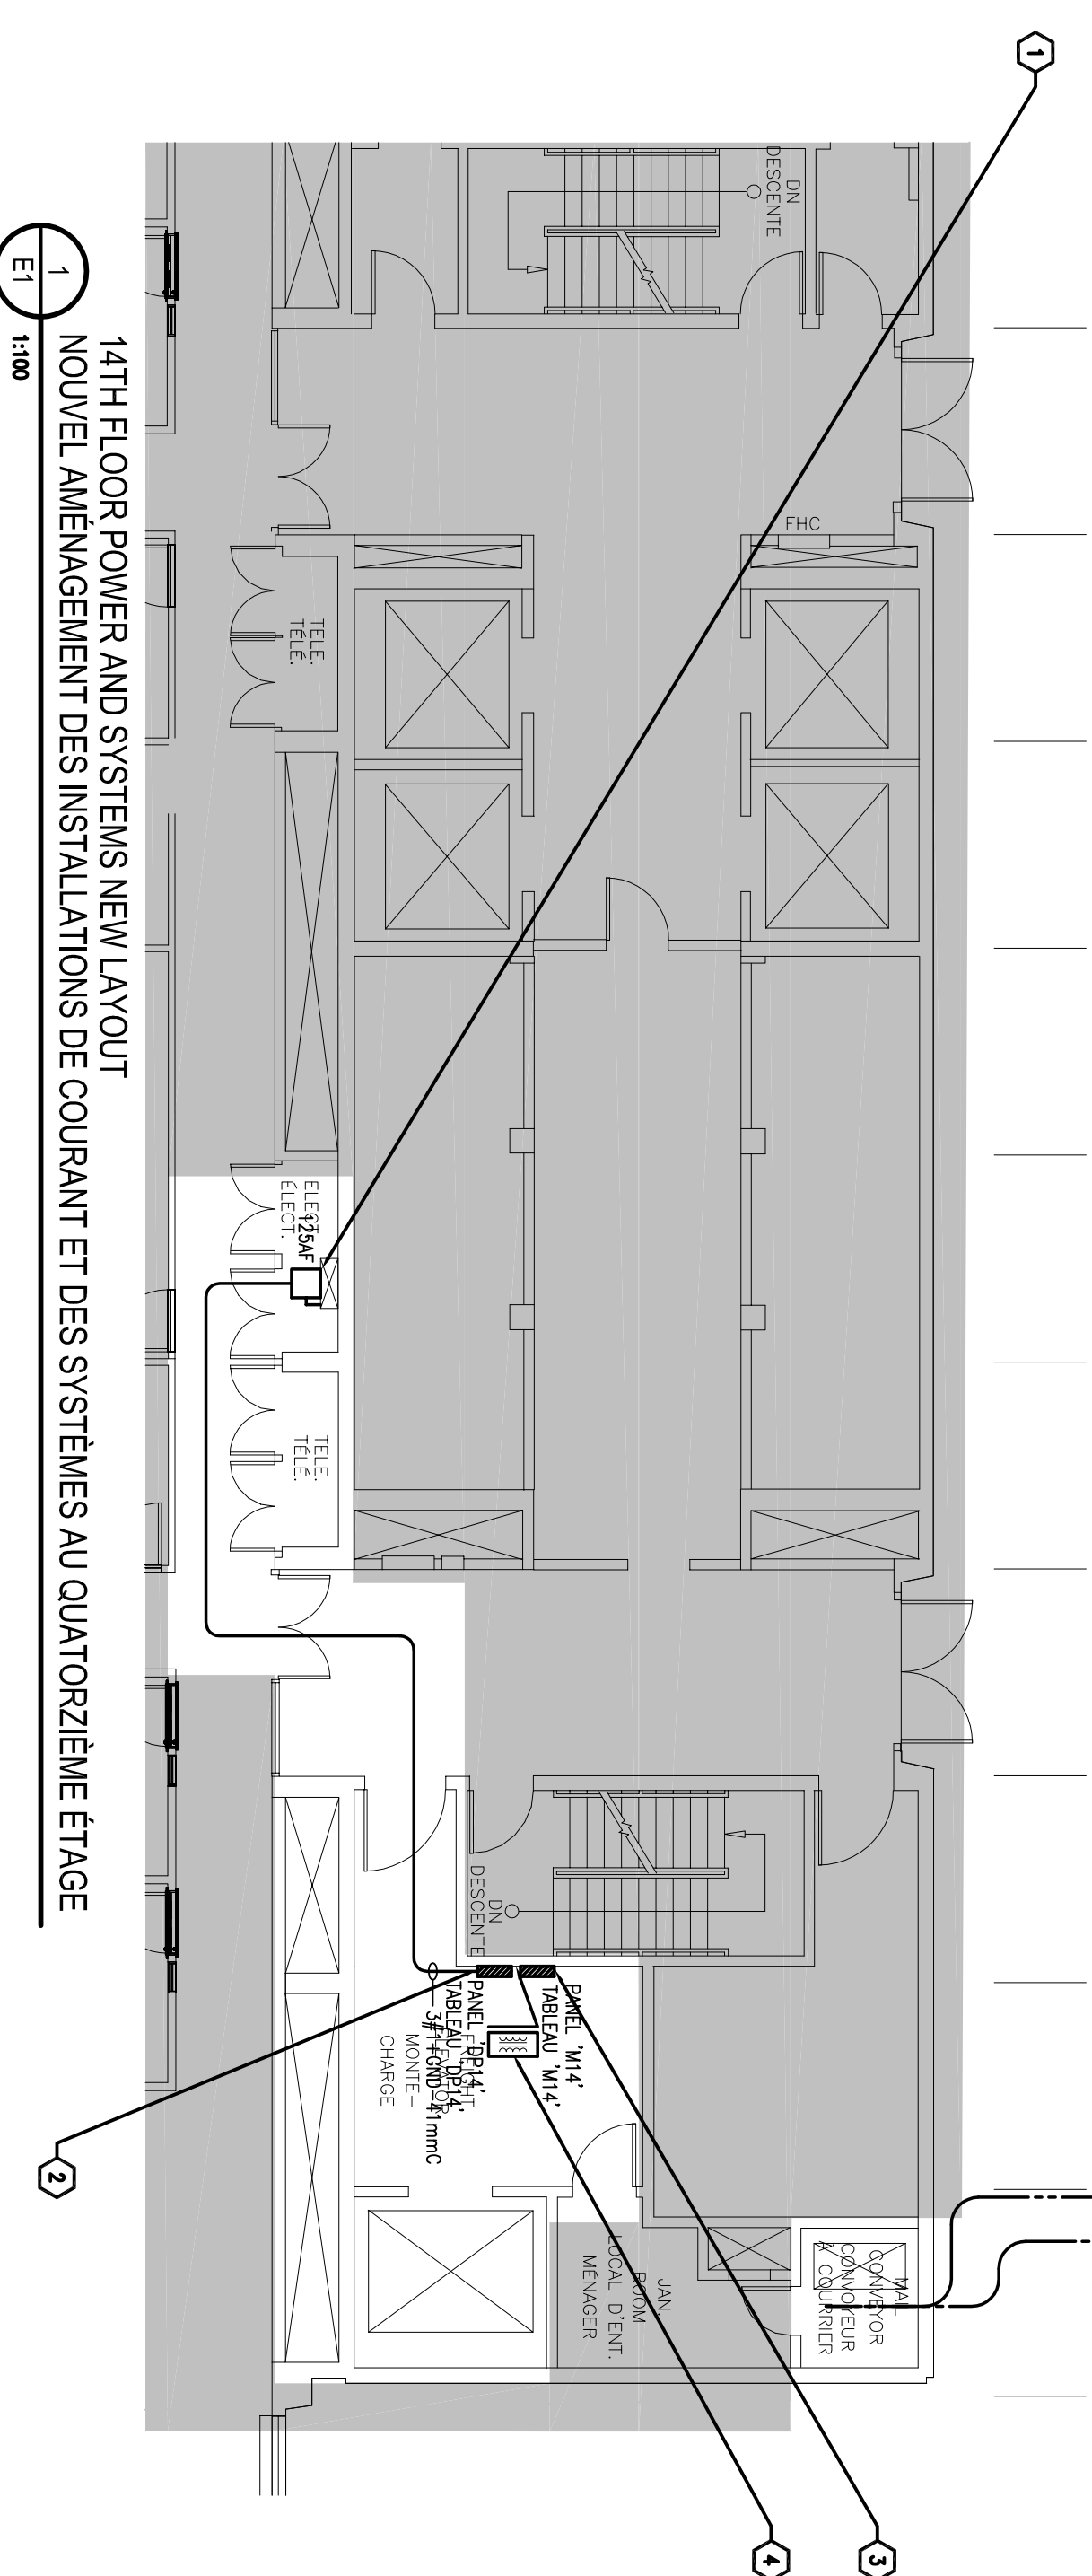 1
DN
DESCENTE
FHC
TELE.
TÉLÉ.
ELECT.
ÉLECT.
125AF
TELE.
TÉLÉ.
DN
DESCENTE
PANEL 'M14'
TABLEAU 'M14'
PANEL 'DP14'
TABLEAU 'DP14'
3#1+GND-41mmC
FREIGHT
ELEVATOR
MONTE-
CHARGE
JAN.
ROOM
LOCAL D'ENT.
MÉNAGER
MAIL
CONVEYOR
CONVOYEUR
À COURRIER
2
3
4
1
E1
14TH FLOOR POWER AND SYSTEMS NEW LAYOUT
NOUVEL AMÉNAGEMENT DES INSTALLATIONS DE COURANT ET DES SYSTÈMES AU QUATORZIÈME ÉTAGE
1:100